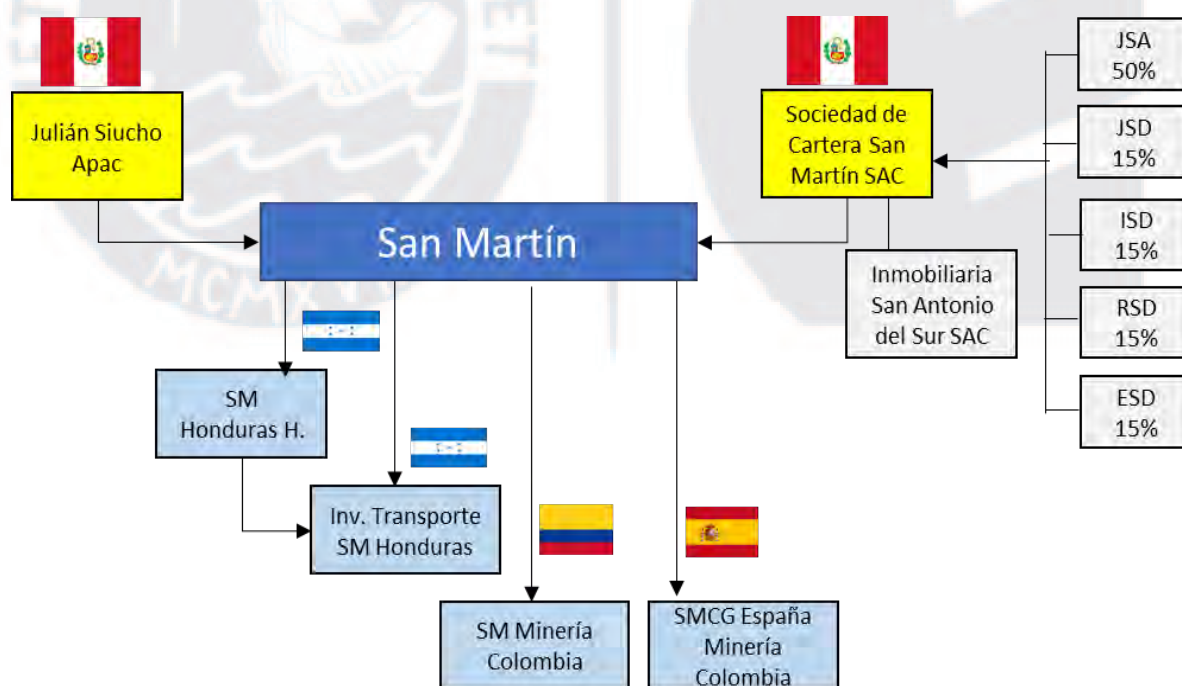 Julián Siucho
Apac
Sociedad de
Cartera San
Martín SAC
JSA
50%
JSD
15%
ISD
15%
RSD
15%
ESD
15%
San Martín
Inmobiliaria
San Antonio
del Sur SAC
SM
Honduras H.
Inv. Transporte
SM Honduras
SM Minería
Colombia
SMCG España
Minería
Colombia